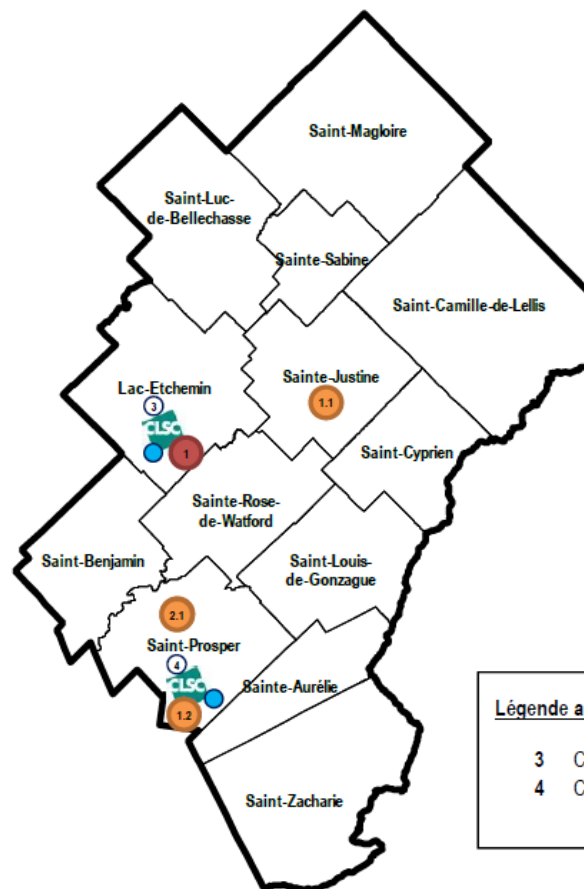 Saint-Magloire
Saint-Luc-
de-Bellechasse
Sainte-Sabine
Saint-Camille-de-Lellis
Lac-Etchemin
3
CLSC
1
Sainte-Justine
1.1
Saint-Cyprien
Sainte-Rose-
de-Watford
Saint-Benjamin
Saint-Louis-
de-Gonzague
2.1
Saint-Prosper
4
CLSC
1.2
Sainte-Aurélie
Saint-Zacharie
Légende a
3 C
4 C